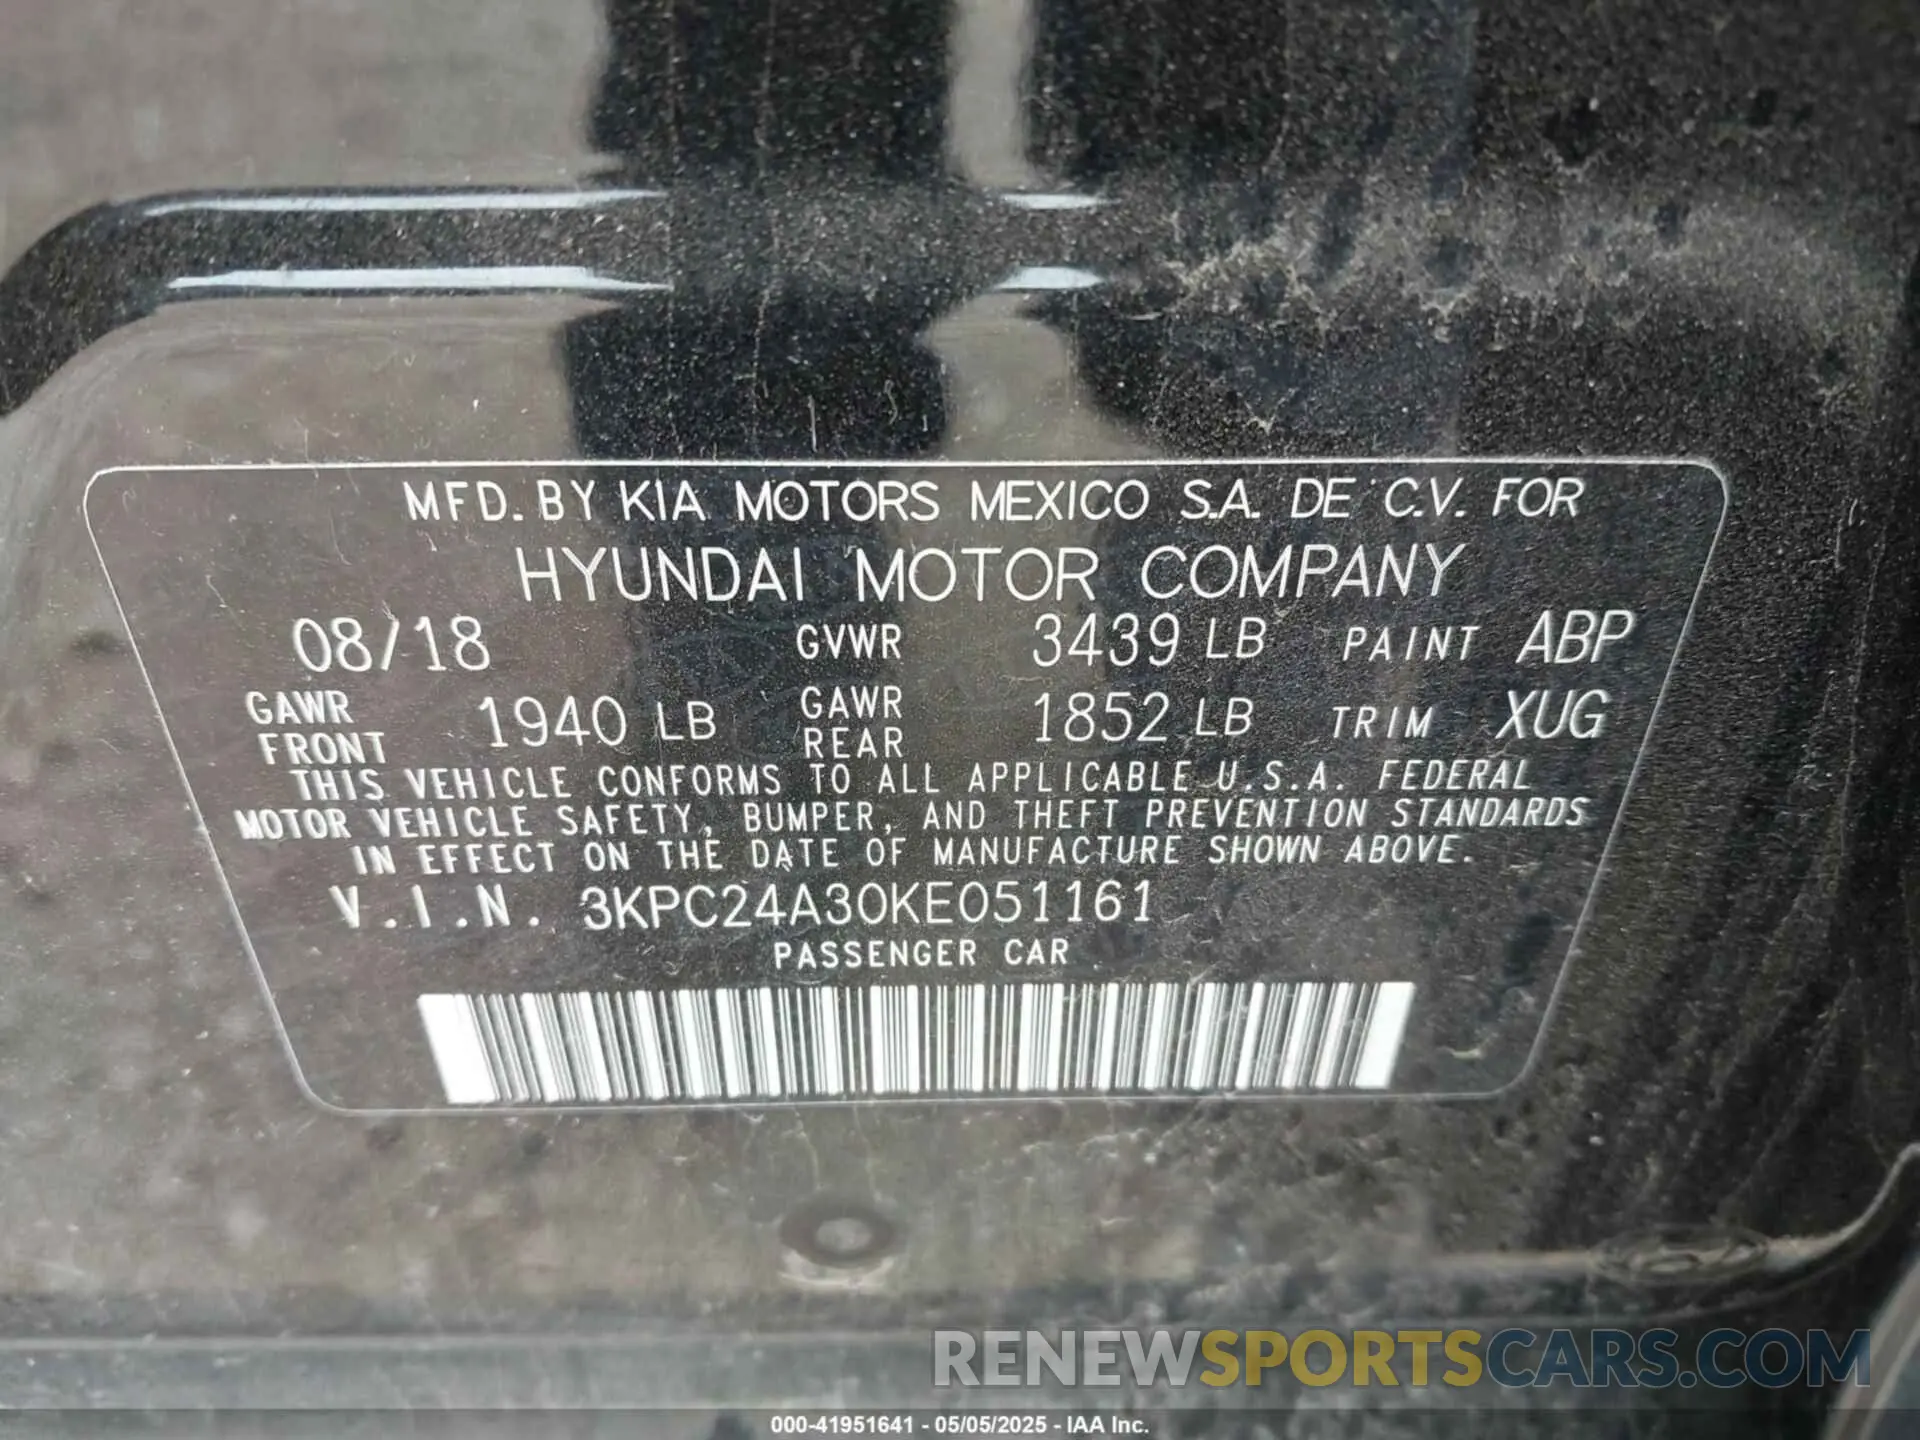 MFD. BY KIA MOTORS MEXICO S.A. DE C.V. FOR
HYUNDAI MOTOR COMPANY
08/18 GVWR 3439 LB PAINT ABP
GAWR FRONT 1940 LB GAWR REAR 1852 LB TRIM XUG
THIS VEHICLE CONFORMS TO ALL APPLICABLE U.S.A. FEDERAL
MOTOR VEHICLE SAFETY, BUMPER, AND THEFT PREVENTION STANDARDS
IN EFFECT ON THE DATE OF MANUFACTURE SHOWN ABOVE.
V.I.N. 3KPC24A30KE051161
PASSENGER CAR
RENEWSPORTSCARS.COM
000-41951641 - 05/05/2025 - IAA Inc.